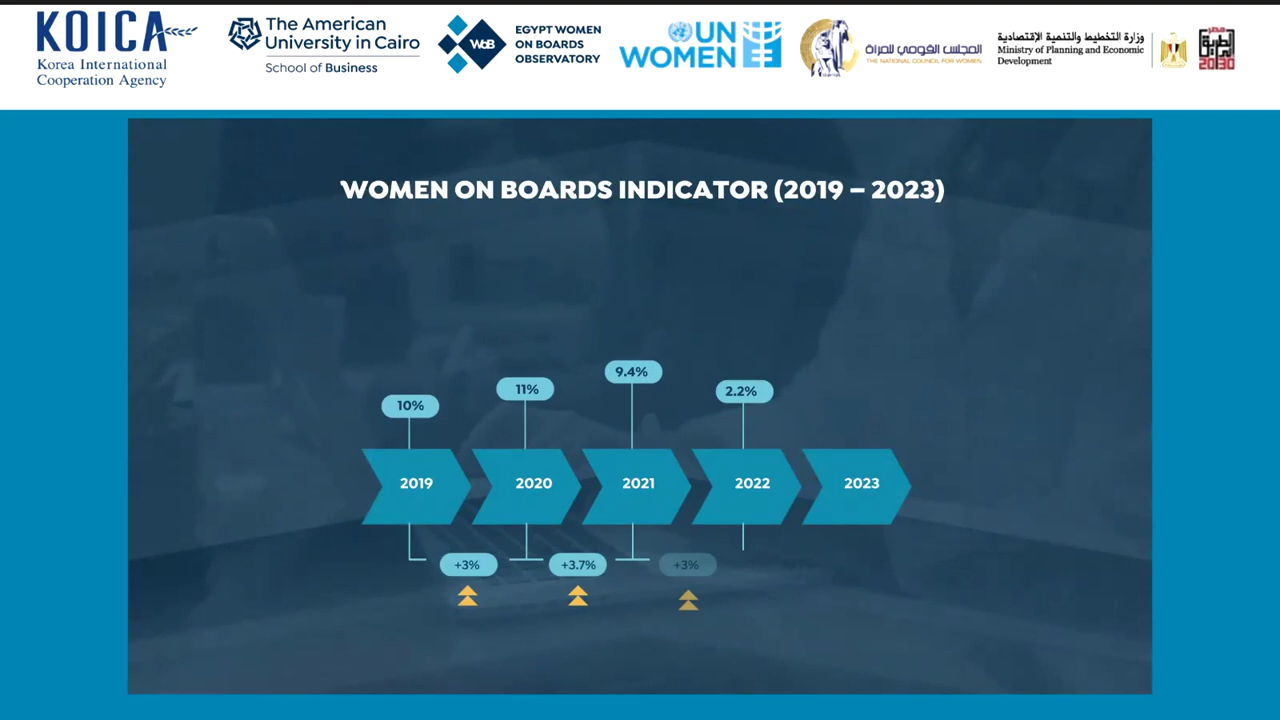 KOICA
Korea International
Cooperation Agency
The American
University in Cairo
School of Business
WoB
EGYPT WOMEN
ON BOARDS
OBSERVATORY
UN
WOMEN
المجلس القومى للمرأة
THE NATIONAL COUNCIL FOR WOMEN
وزارة التخطيط والتنمية الإقتصادية
Ministry of Planning and Economic
Development
مصر
2030
WOMEN ON BOARDS INDICATOR (2019 – 2023)
10%
11%
9.4%
2.2%
2019
2020
2021
2022
2023
+3%
+3.7%
+3%